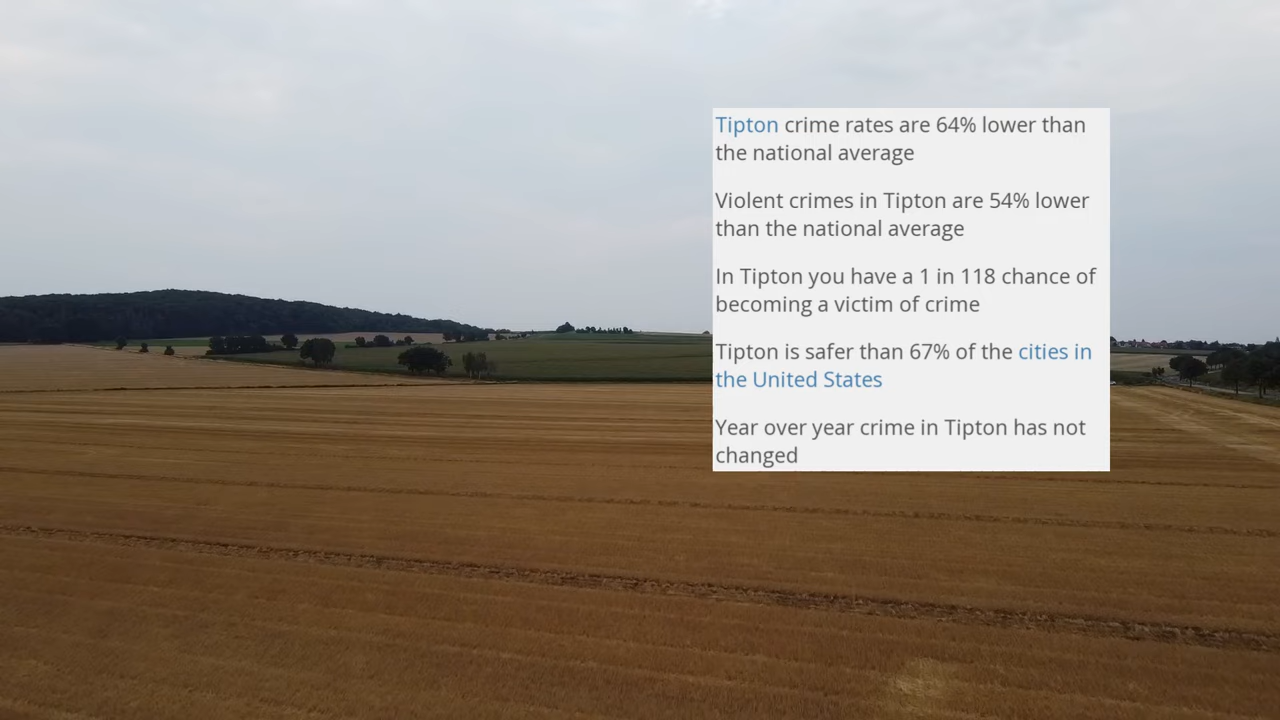 Tipton crime rates are 64% lower than
the national average
Violent crimes in Tipton are 54% lower
than the national average
In Tipton you have a 1 in 118 chance of
becoming a victim of crime
Tipton is safer than 67% of the cities in
the United States
Year over year crime in Tipton has not
changed